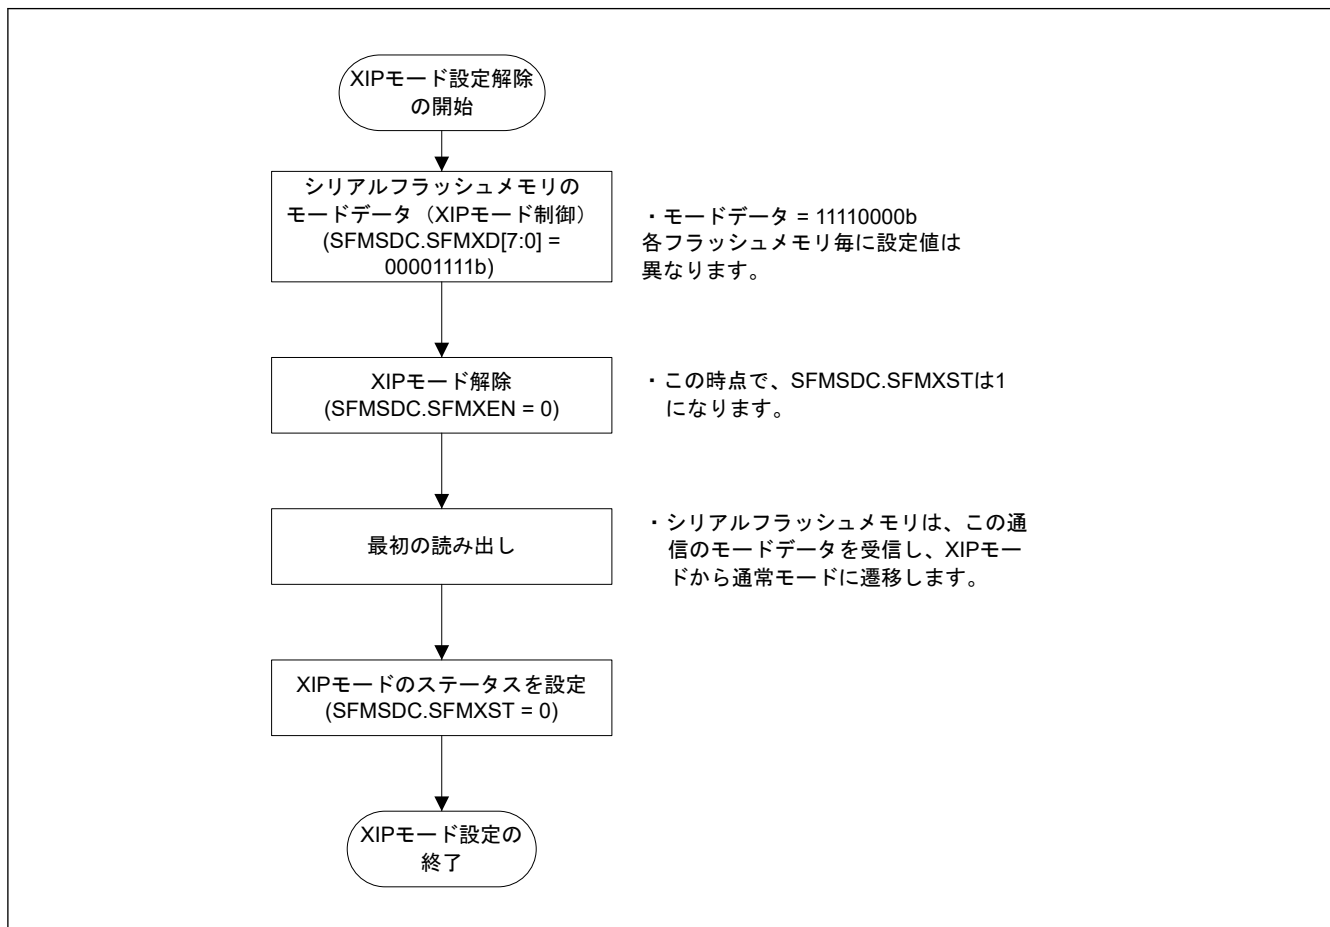 XIPモード設定解除
の開始
シリアルフラッシュメモリの
モードデータ（XIPモード制御）
(SFMSDC.SFMXD[7:0] =
00001111b)
・モードデータ = 11110000b
各フラッシュメモリ毎に設定値は
異なります。
XIPモード解除
(SFMSDC.SFMXEN = 0)
・この時点で、SFMSDC.SFMXSTは1
になります。
最初の読み出し
・シリアルフラッシュメモリは、この通
信のモードデータを受信し、XIPモー
ドから通常モードに遷移します。
XIPモードのステータスを設定
(SFMSDC.SFMXST = 0)
XIPモード設定の
終了